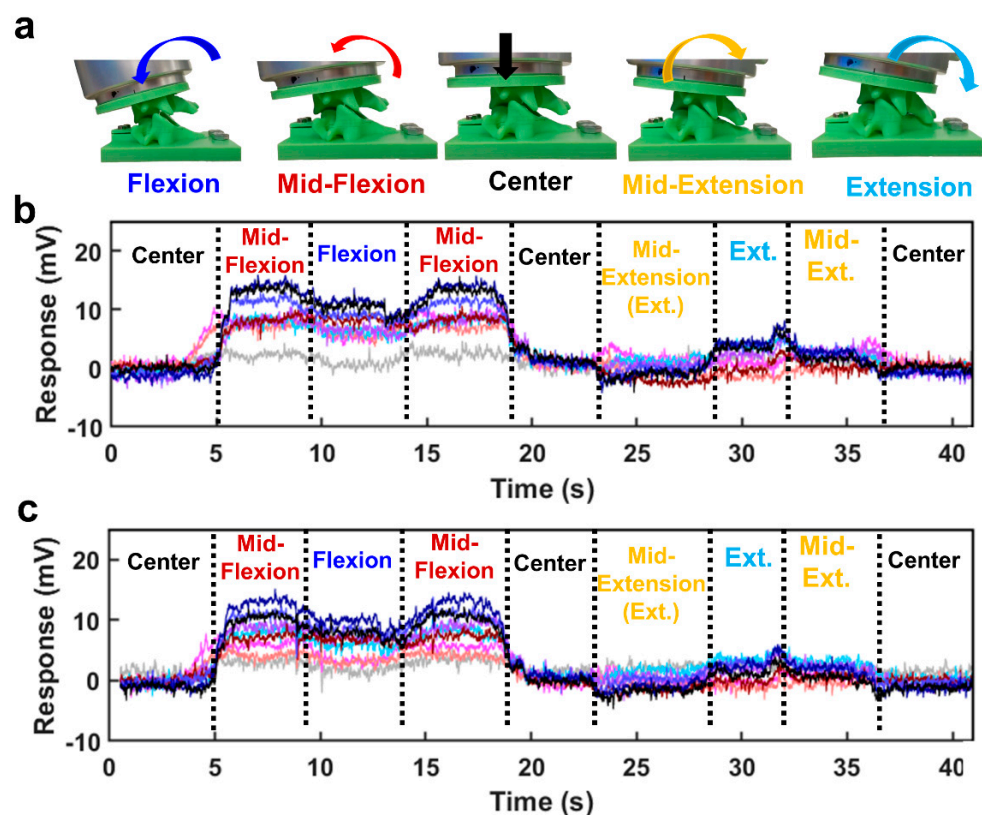 a
Flexion
Mid-Flexion
Center
Mid-Extension
Extension
b
Response (mV)
20
10
0
-10
Center
Mid-
Flexion
Flexion
Mid-
Flexion
Center
Mid-
Extension
(Ext.)
Ext.
Mid-
Ext.
Center
0 5 10 15 20 25 30 35 40
Time (s)
c
Response (mV)
20
10
0
-10
Center
Mid-
Flexion
Flexion
Mid-
Flexion
Center
Mid-
Extension
(Ext.)
Ext.
Mid-
Ext.
Center
0 5 10 15 20 25 30 35 40
Time (s)